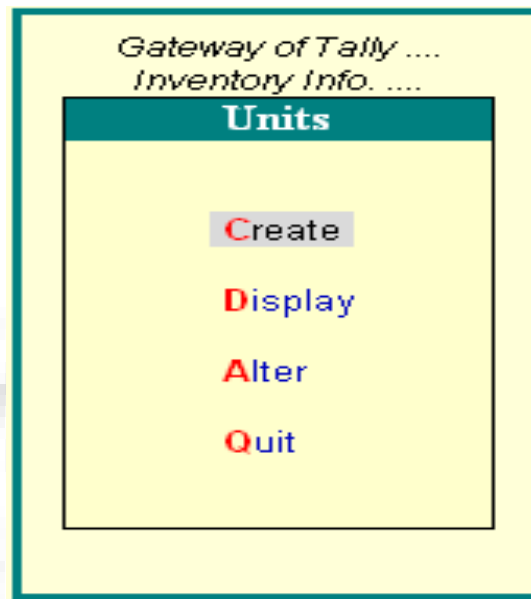 Gateway of Tally ....
Inventory Info. ....
Units
Create
Display
Alter
Quit